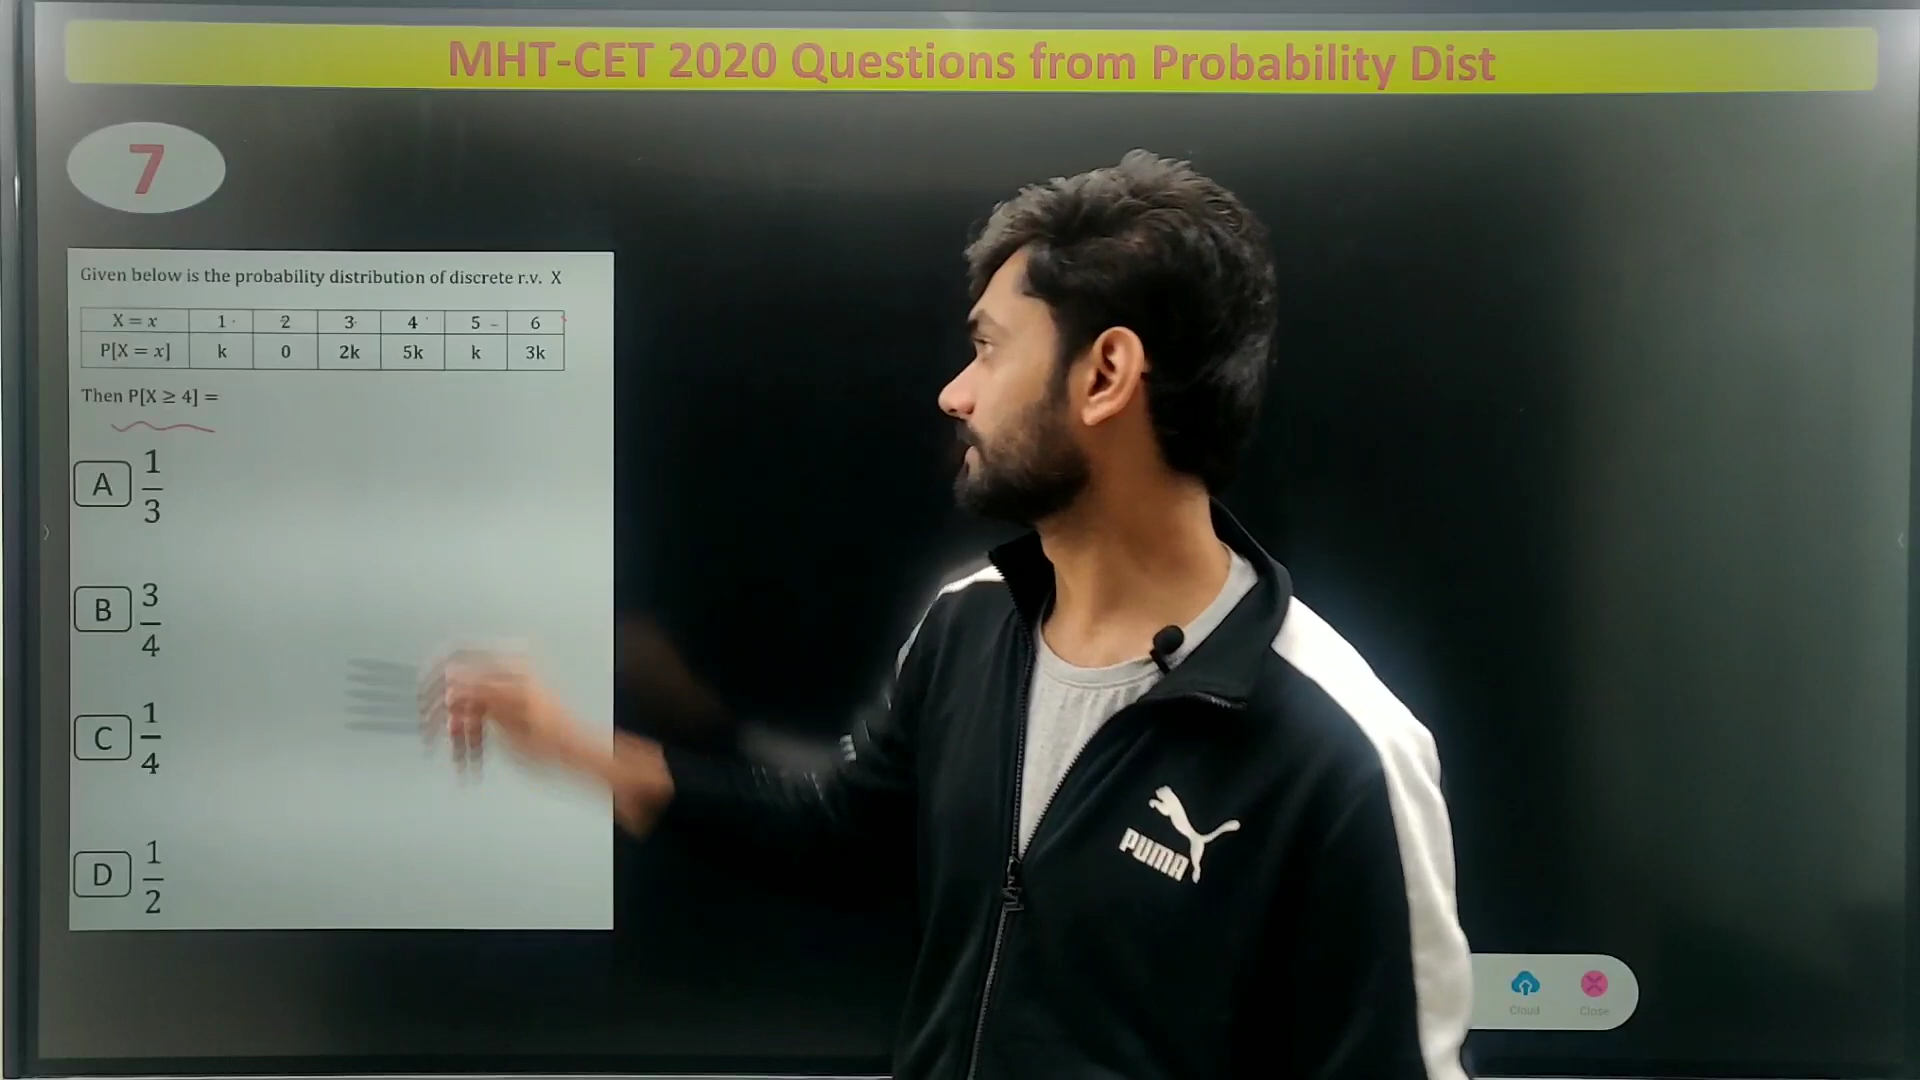 MHT-CET 2020 Questions from Probability Dist
7
Given below is the probability distribution of discrete r.v. X
X = x 1 2 3 4 5 6
P[X = x] k 0 2k 5k k 3k
Then P[X ≥ 4] =
A 1/3
B 3/4
C 1/4
D 1/2
PUMA
Cloud Close